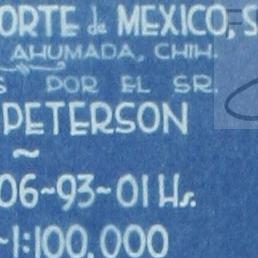 ORTE de MEXICO, S
AHUMADA, CHIH.
S POR EL SR.
PETERSON
~
06~93~01 Hs.
~1:100,000